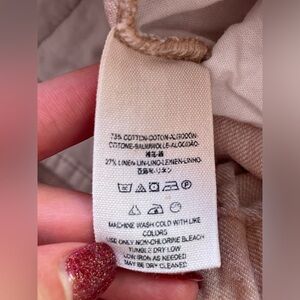 73% COTTON-COTON-ALGODÓN-
COTONE-BAUMWOLLE-ALGODÃO-
27% LINEN-LIN-LINO-LEINEN-LINHO-
MACHINE WASH COLD WITH LIKE
COLORS
USE ONLY NON-CHLORINE BLEACH
TUMBLE DRY LOW
LOW IRON AS NEEDED
MAY BE DRY CLEANED